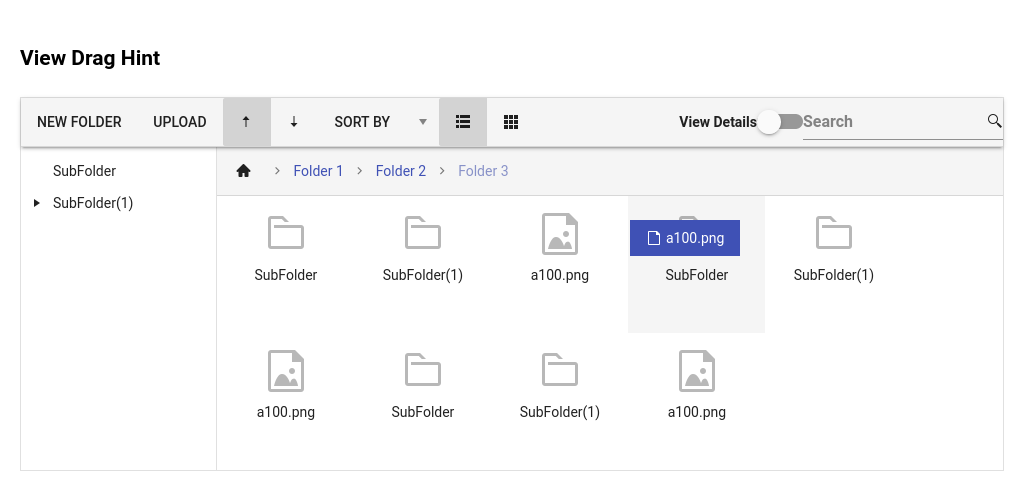 View Drag Hint
NEW FOLDER UPLOAD SORT BY View Details Search
SubFolder
SubFolder(1)
Folder 1 Folder 2 Folder 3
a100.png
SubFolder SubFolder(1) a100.png SubFolder SubFolder(1)
a100.png SubFolder SubFolder(1) a100.png